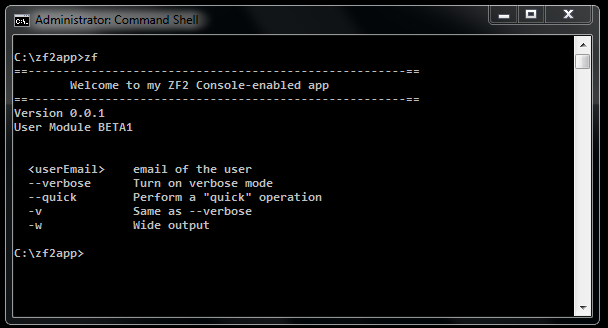 Administrator: Command Shell
C:\zf2app>zf
==------------------------------------------------------==
Welcome to my ZF2 Console-enabled app
==------------------------------------------------------==
Version 0.0.1
User Module BETA1
<userEmail>    email of the user
--verbose      Turn on verbose mode
--quick        Perform a "quick" operation
-v             Same as --verbose
-w             Wide output
C:\zf2app>